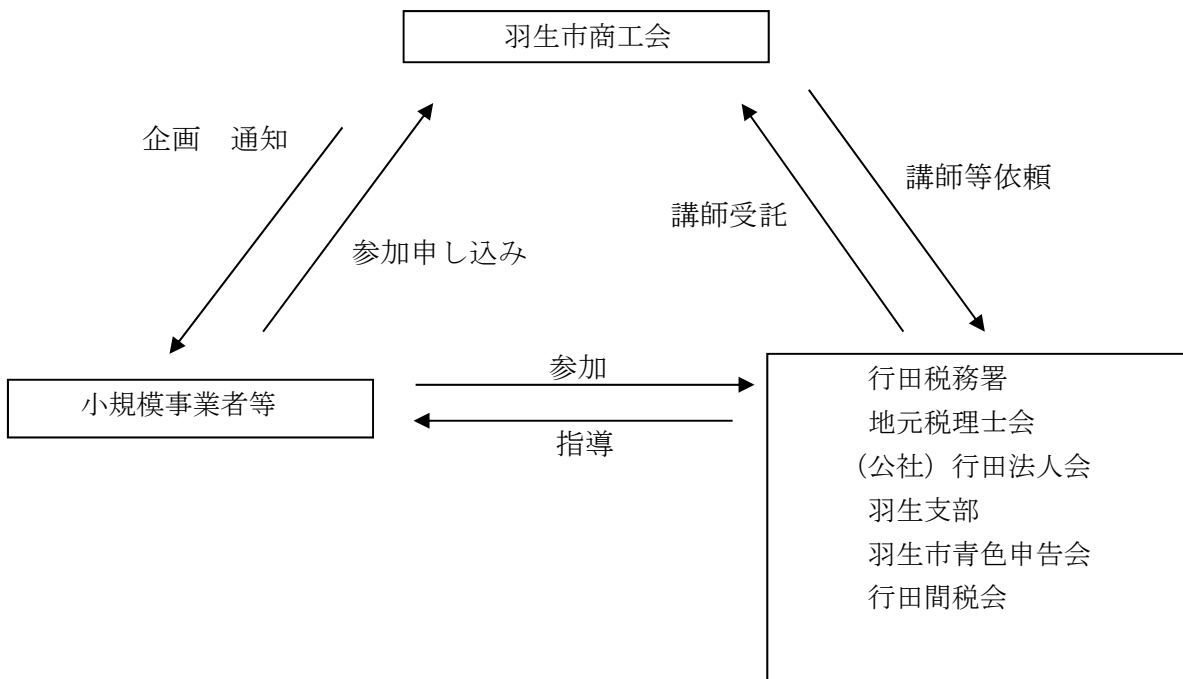 羽生市商工会
企画　通知
講師等依頼
講師受託
参加申し込み
参加
小規模事業者等
指導
行田税務署
地元税理士会
（公社）行田法人会
羽生支部
羽生市青色申告会
行田間税会